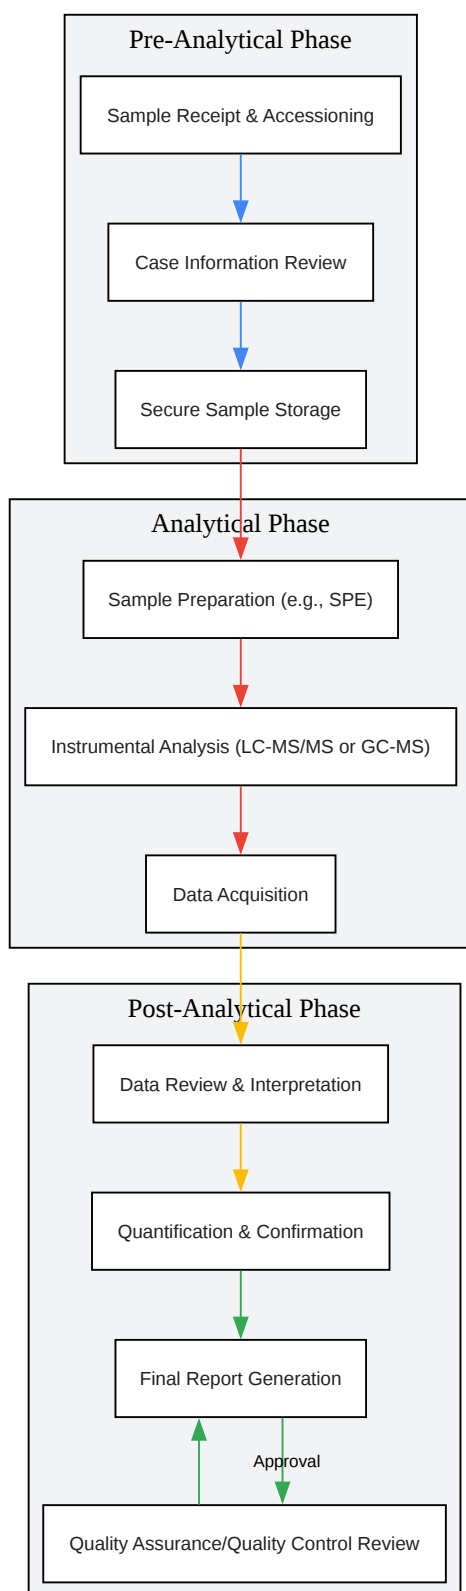 Pre-Analytical Phase
Sample Receipt & Accessioning
Case Information Review
Secure Sample Storage
Analytical Phase
Sample Preparation (e.g., SPE)
Instrumental Analysis (LC-MS/MS or GC-MS)
Data Acquisition
Post-Analytical Phase
Data Review & Interpretation
Quantification & Confirmation
Final Report Generation
Approval
Quality Assurance/Quality Control Review